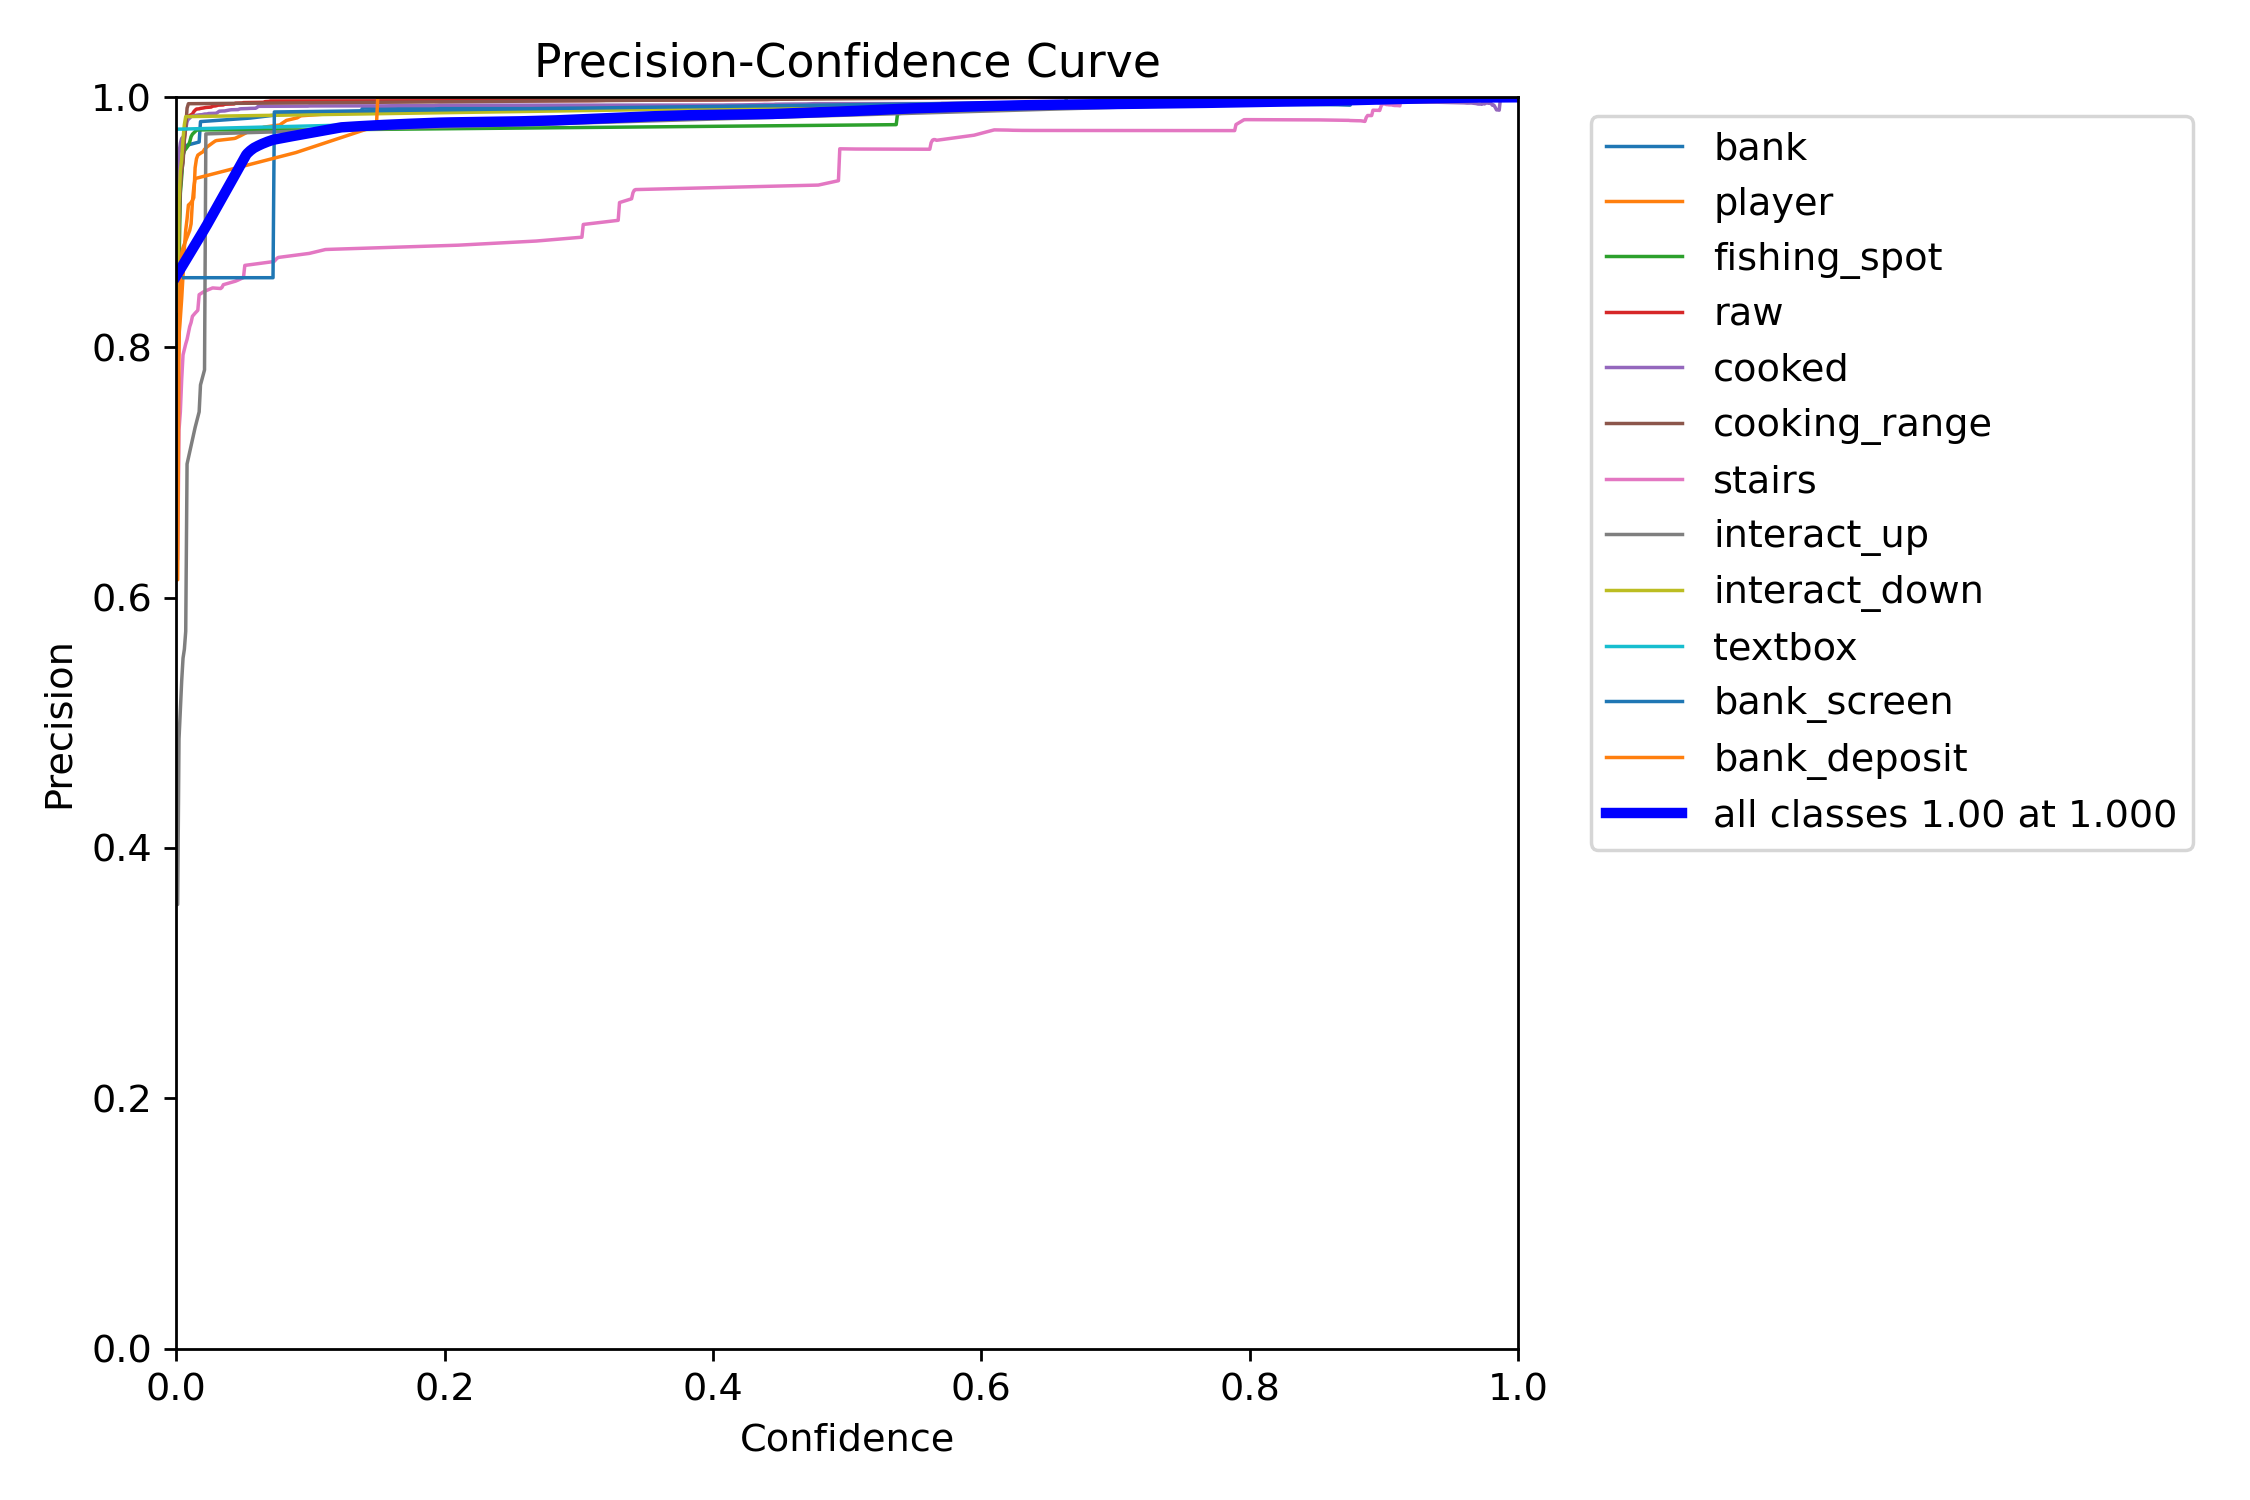 Precision-Confidence Curve
1.0
0.8
0.6
0.4
0.2
0.0
Precision
0.0 0.2 0.4 0.6 0.8 1.0
Confidence
bank
player
fishing_spot
raw
cooked
cooking_range
stairs
interact_up
interact_down
textbox
bank_screen
bank_deposit
all classes 1.00 at 1.000